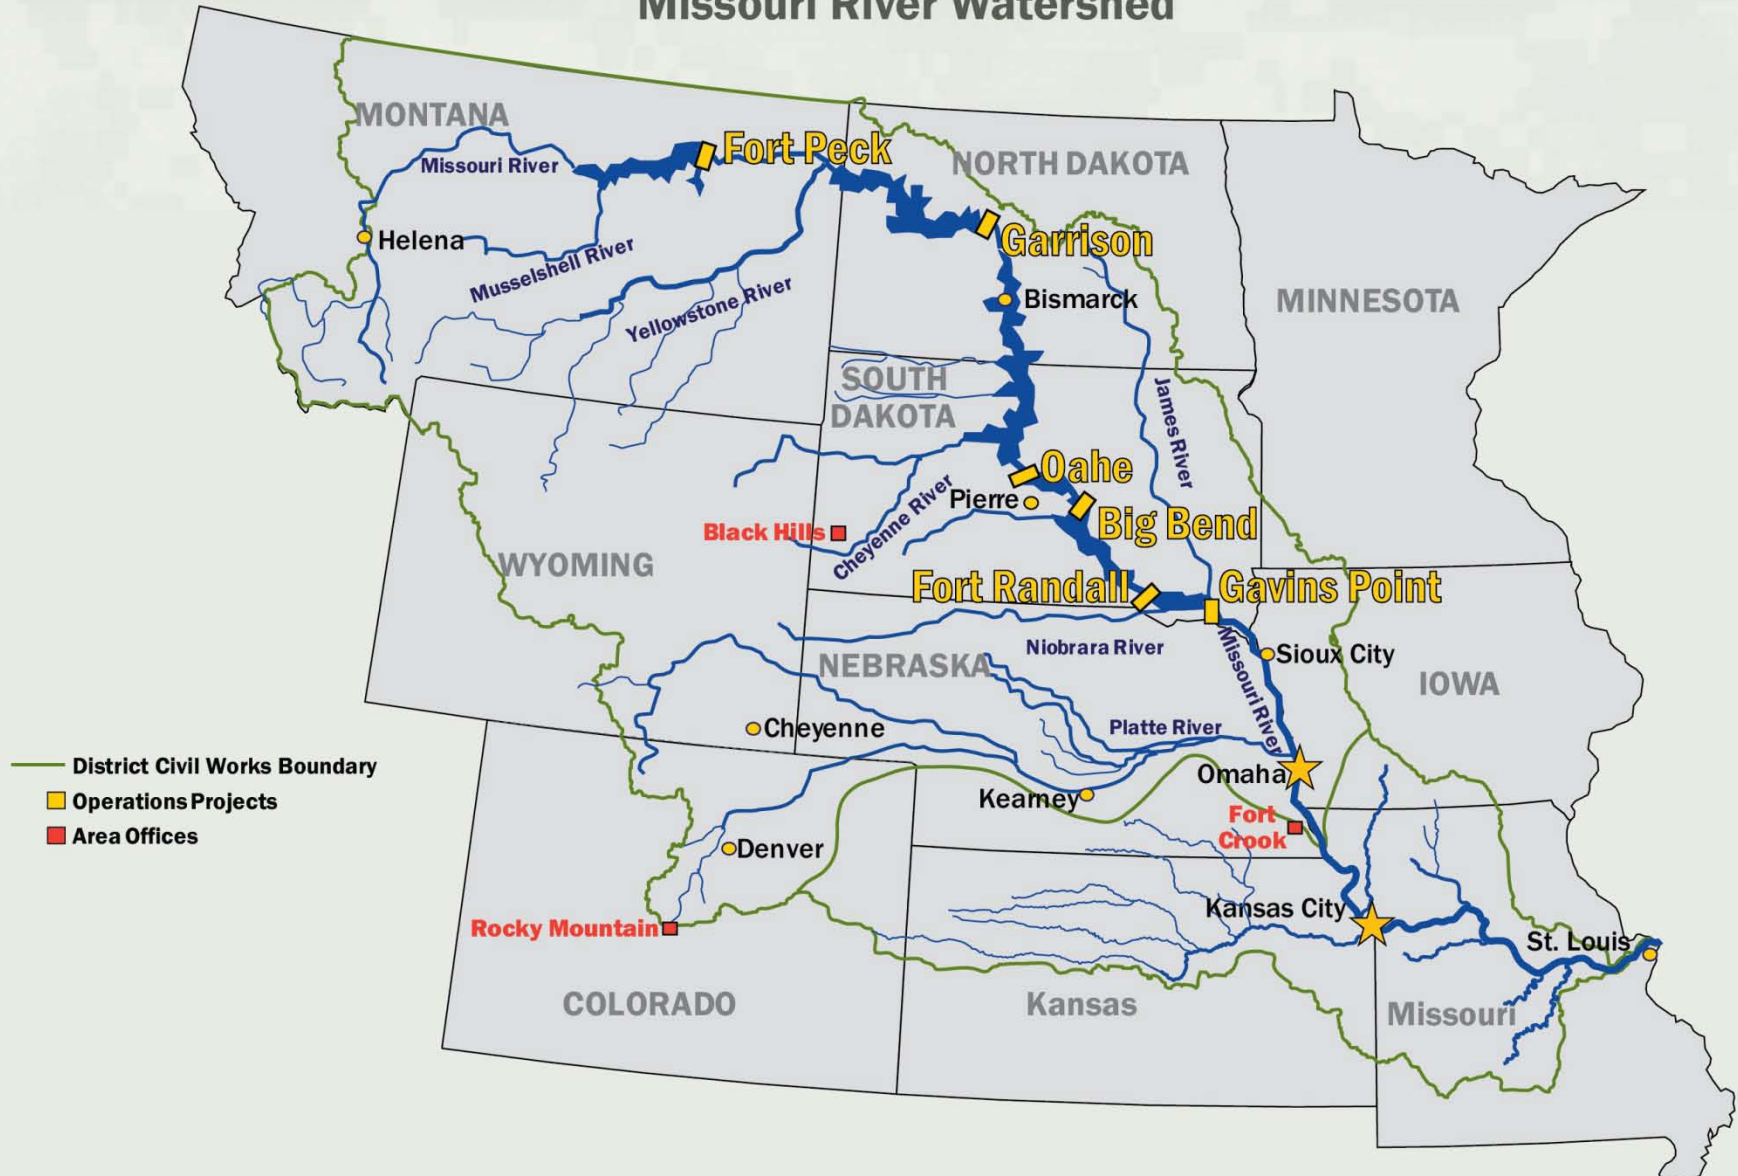 Missouri River Watershed
MONTANA
Missouri River
Fort Peck
NORTH DAKOTA
Helena
Musselshell River
Garrison
Yellowstone River
Bismarck
MINNESOTA
SOUTH
DAKOTA
James River
Oahe
Cheyenne River
Pierre
Black Hills
Big Bend
WYOMING
Fort Randall
Gavins Point
Niobrara River
Missouri River
Sioux City
NEBRASKA
IOWA
Cheyenne
Platte River
District Civil Works Boundary
Operations Projects
Area Offices
Omaha
Kearney
Fort
Crook
Denver
Kansas City
Rocky Mountain
St. Louis
COLORADO
Kansas
Missouri